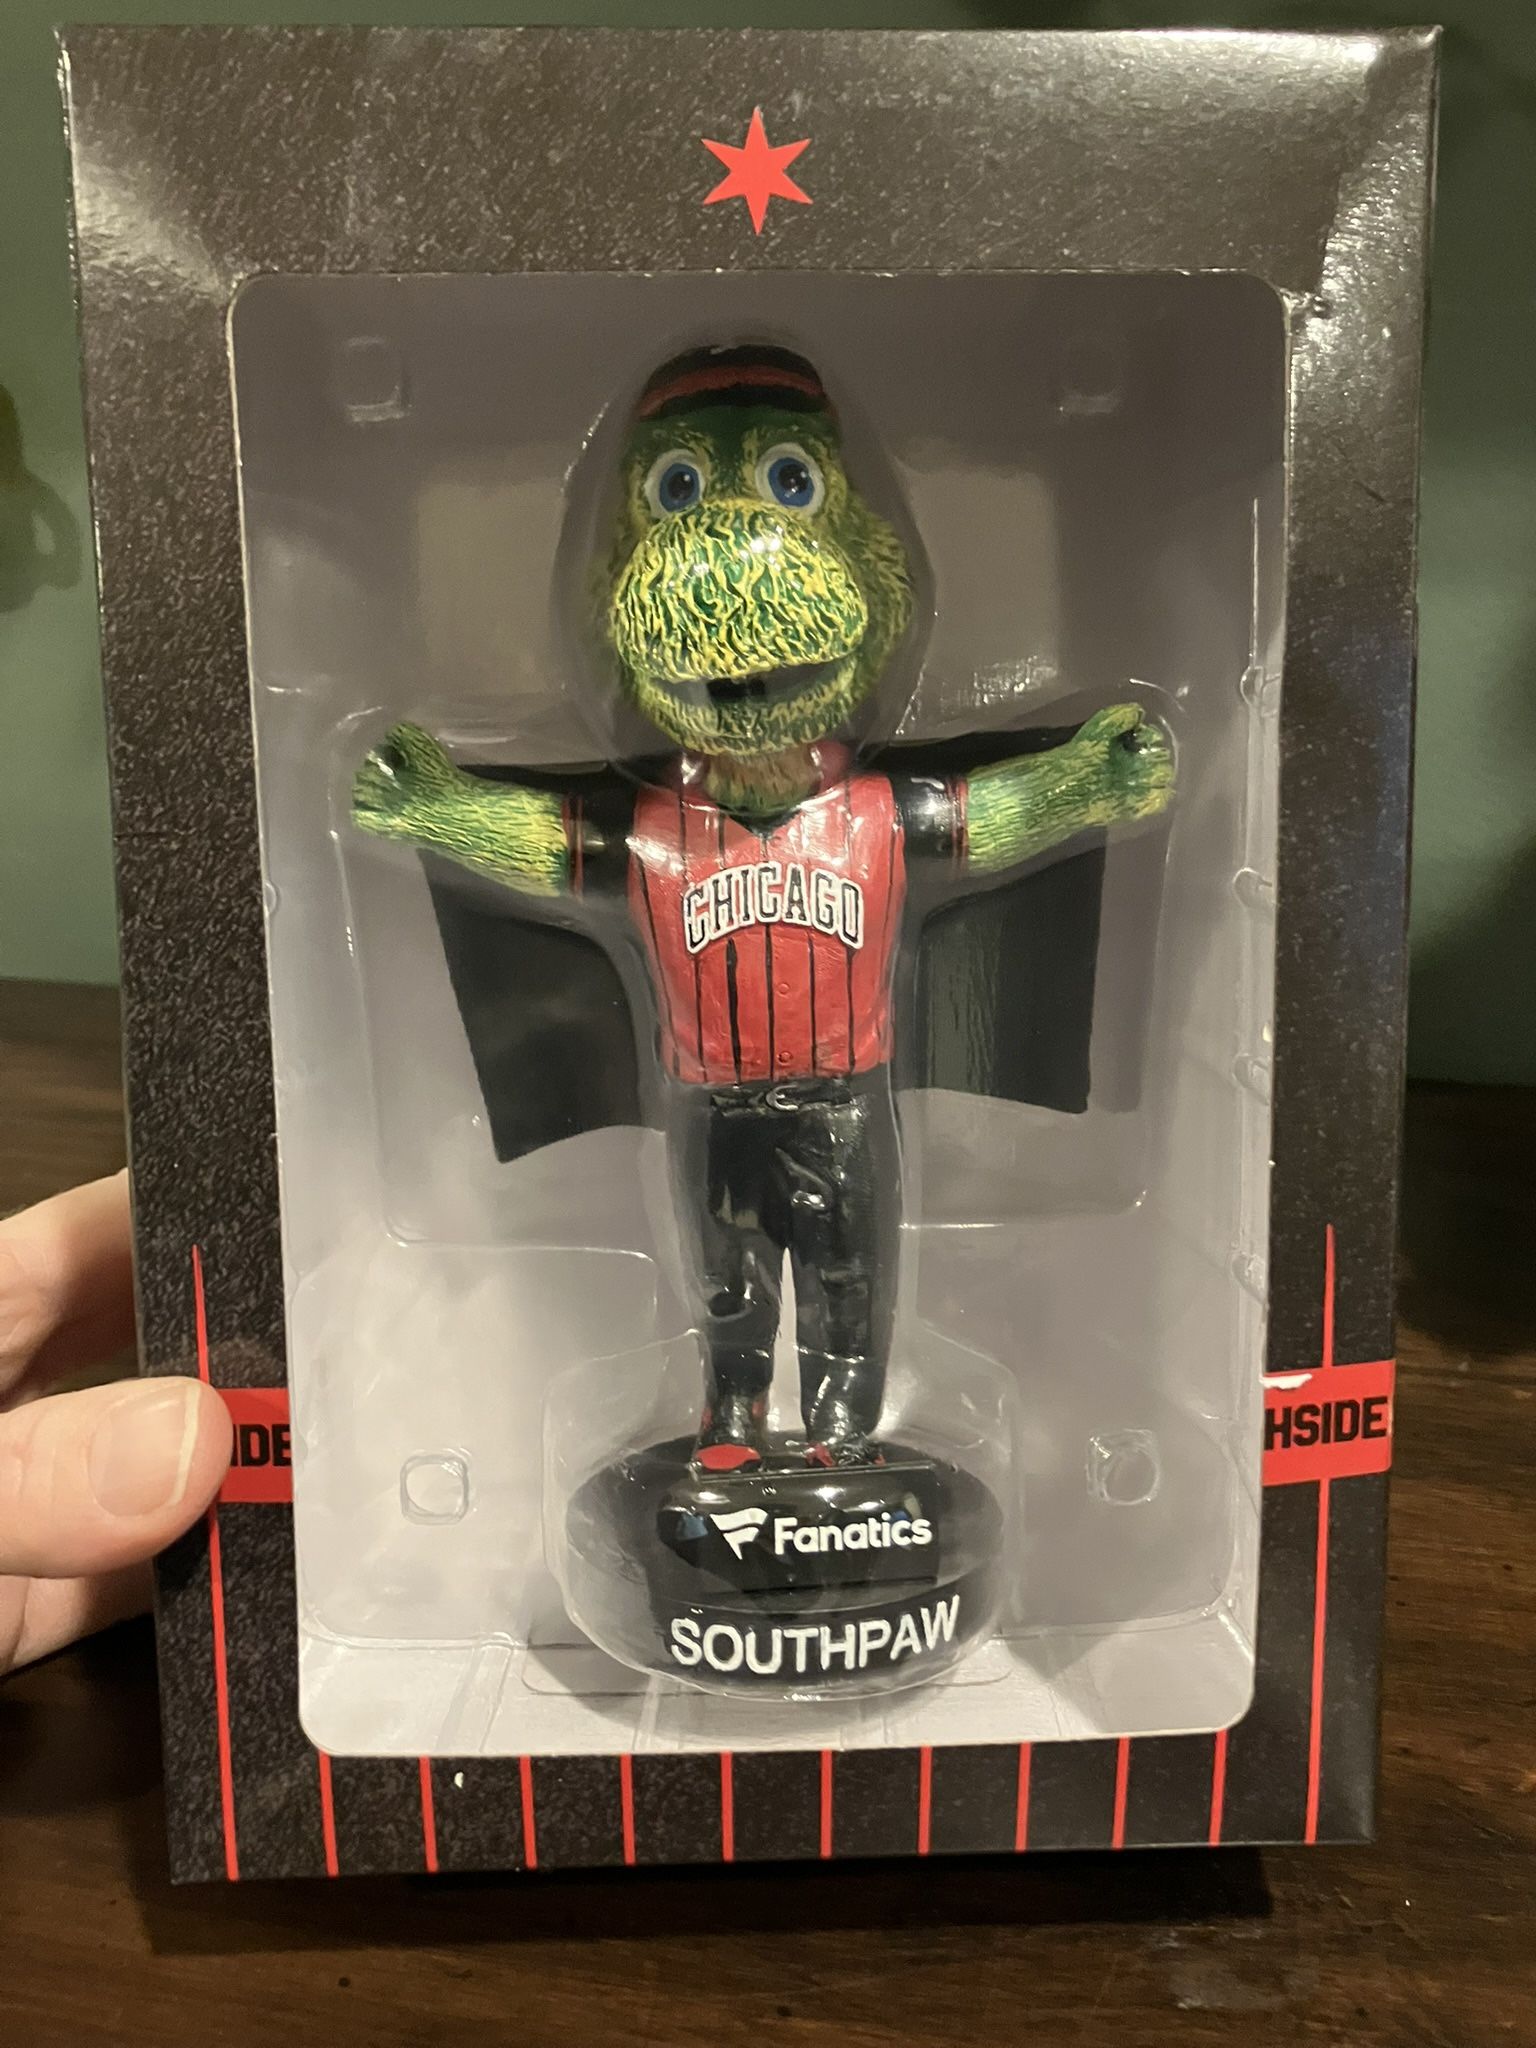 CHICAGO
IDE
HSIDE
Fanatics
SOUTHPAW